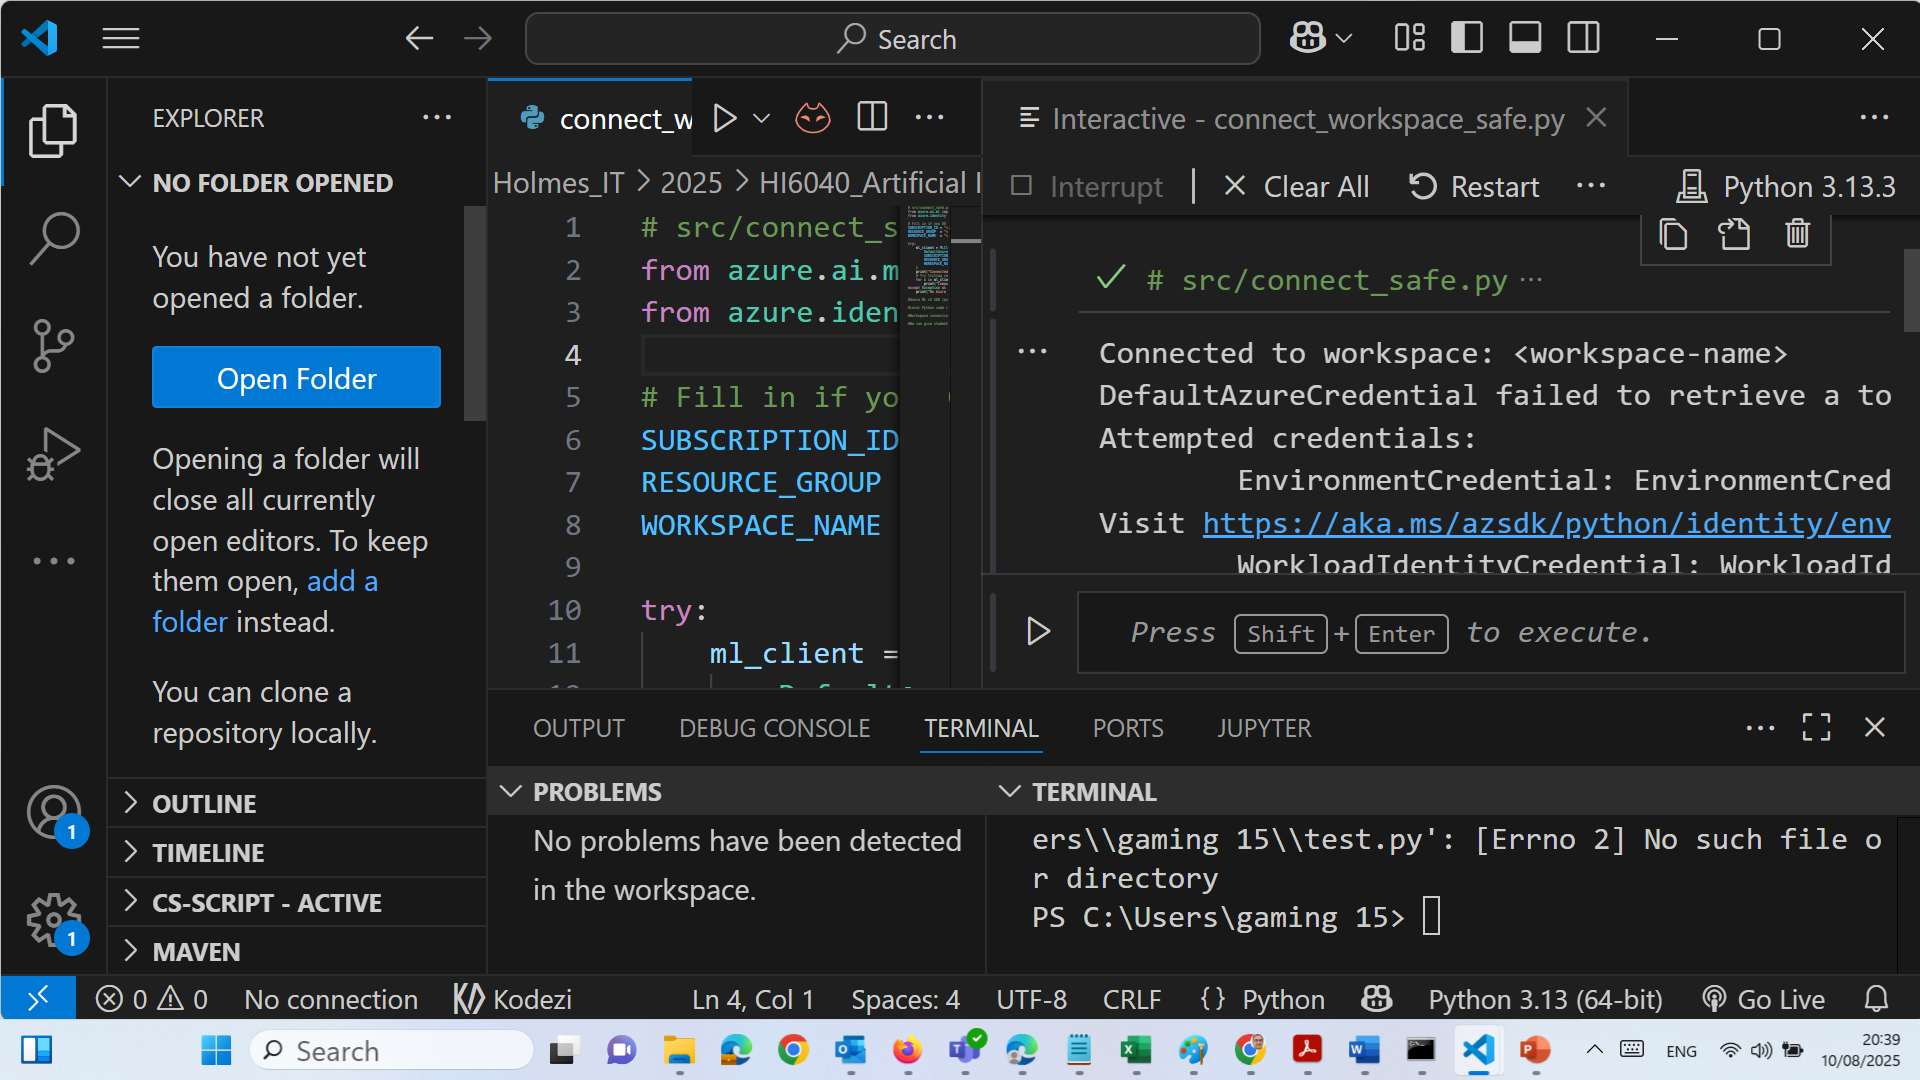 Search
EXPLORER
NO FOLDER OPENED
You have not yet
opened a folder.
Open Folder
Opening a folder will
close all currently
open editors. To keep
them open, add a
folder instead.
You can clone a
repository locally.
OUTLINE
TIMELINE
CS-SCRIPT - ACTIVE
MAVEN
1
1
connect_w
Holmes_IT > 2025 > HI6040_Artificial I
1 # src/connect_s
2 from azure.ai.m
3 from azure.iden
4
5 # Fill in if yo
6 SUBSCRIPTION_ID
7 RESOURCE_GROUP
8 WORKSPACE_NAME
9
10 try:
11 ml_client =
Interactive - connect_workspace_safe.py
Interrupt | Clear All Restart ··· Python 3.13.3
# src/connect_safe.py ···
Connected to workspace: <workspace-name>
DefaultAzureCredential failed to retrieve a to
Attempted credentials:
EnvironmentCredential: EnvironmentCred
Visit https://aka.ms/azsdk/python/identity/env
WorkloadIdentityCredential: WorkloadId
Press Shift + Enter to execute.
OUTPUT DEBUG CONSOLE TERMINAL PORTS JUPYTER
PROBLEMS
No problems have been detected
in the workspace.
TERMINAL
ers\\gaming 15\\test.py': [Errno 2] No such file o
r directory
PS C:\Users\gaming 15>
0 0 No connection Kodezi Ln 4, Col 1 Spaces: 4 UTF-8 CRLF {} Python Python 3.13 (64-bit) Go Live
Search
ENG
20:39
10/08/2025